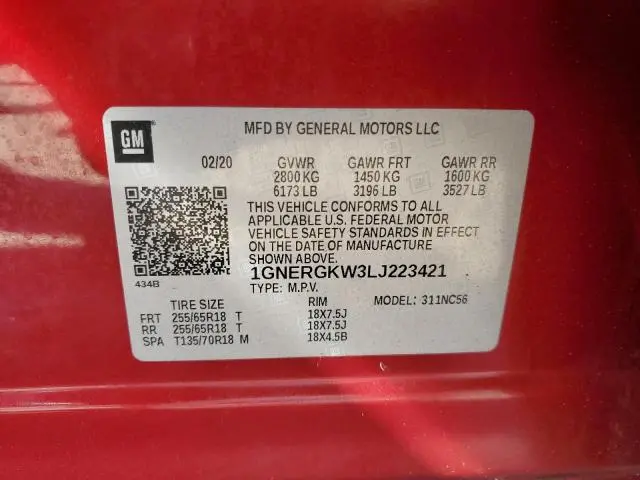 GM
MFD BY GENERAL MOTORS LLC
02/20 GVWR GAWR FRT GAWR RR
2800 KG 1450 KG 1600 KG
6173 LB 3196 LB 3527 LB
THIS VEHICLE CONFORMS TO ALL
APPLICABLE U.S. FEDERAL MOTOR
VEHICLE SAFETY STANDARDS IN EFFECT
ON THE DATE OF MANUFACTURE
SHOWN ABOVE.
1GNERGKW3LJ223421
434B TYPE: M.P.V.
TIRE SIZE RIM MODEL: 311NC56
FRT 255/65R18 T 18X7.5J
RR 255/65R18 T 18X7.5J
SPA T135/70R18 M 18X4.5B